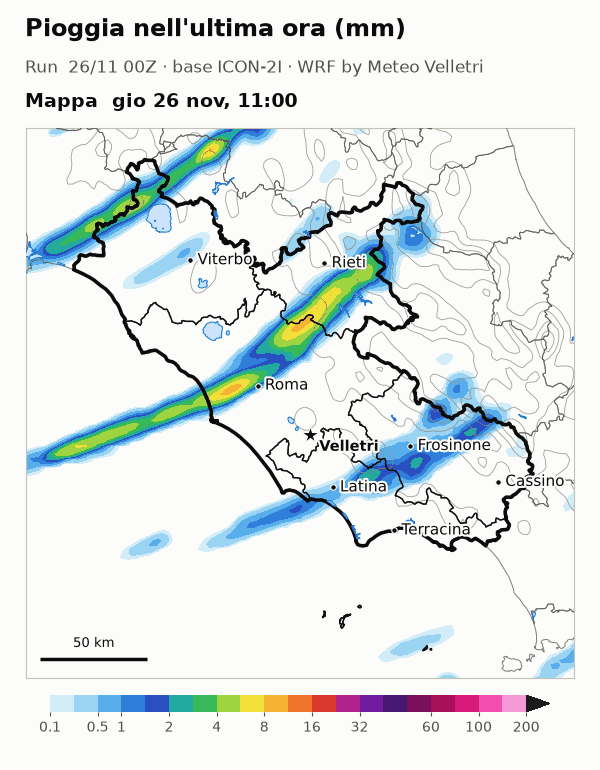 Pioggia nell'ultima ora (mm)
Run  26/11 00Z · base ICON-2I · WRF by Meteo Velletri
Mappa  gio 26 nov, 11:00
Viterbo
Rieti
Roma
Velletri
Frosinone
Latina
Cassino
Terracina
50 km
0.1 0.5 1 2 4 8 16 32 60 100 200